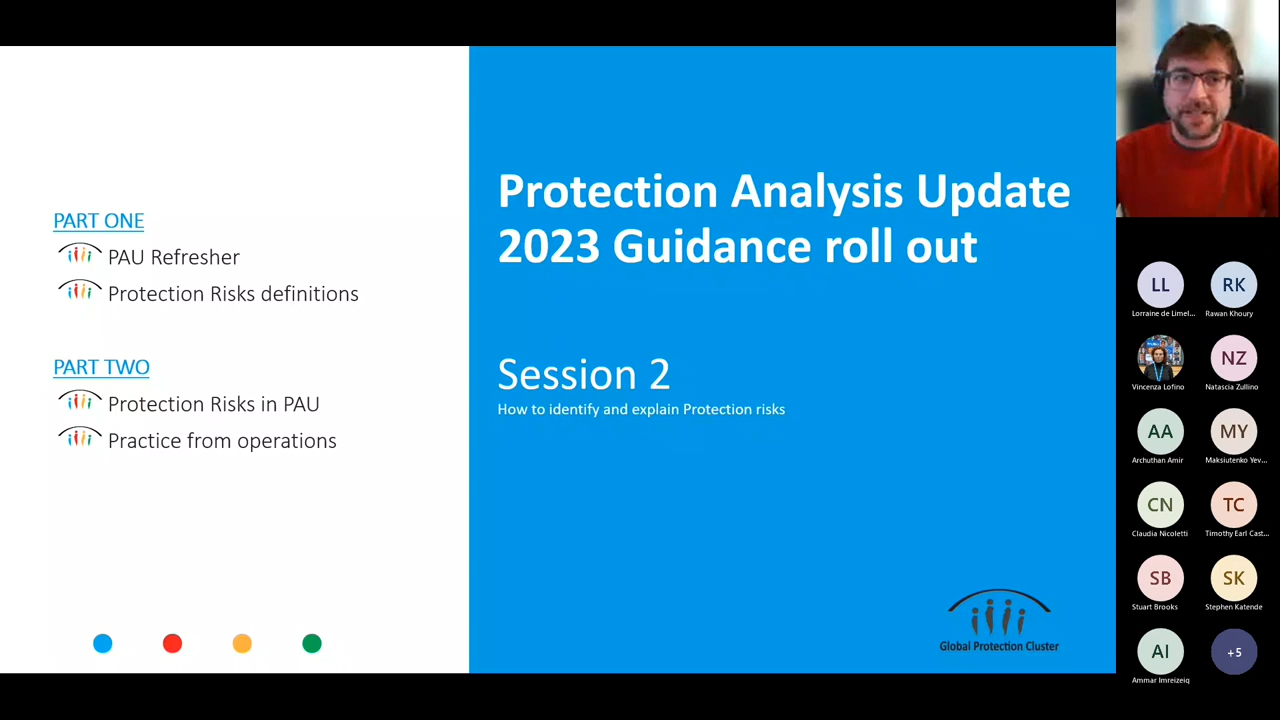 PART ONE
PAU Refresher
Protection Risks definitions
PART TWO
Protection Risks in PAU
Practice from operations
Protection Analysis Update
2023 Guidance roll out
Session 2
How to identify and explain Protection risks
Global Protection Cluster
LL
RK
Lorraine de Limel...
Rawan Khoury
NZ
Vincenza Lofino
Natascia Zullino
AA
MY
Archuthan Amir
Maksiutenko Yev...
CN
TC
Claudia Nicoletti
Timothy Earl Cast...
SB
SK
Stuart Brooks
Stephen Katende
AI
+5
Ammar Imreizeiq